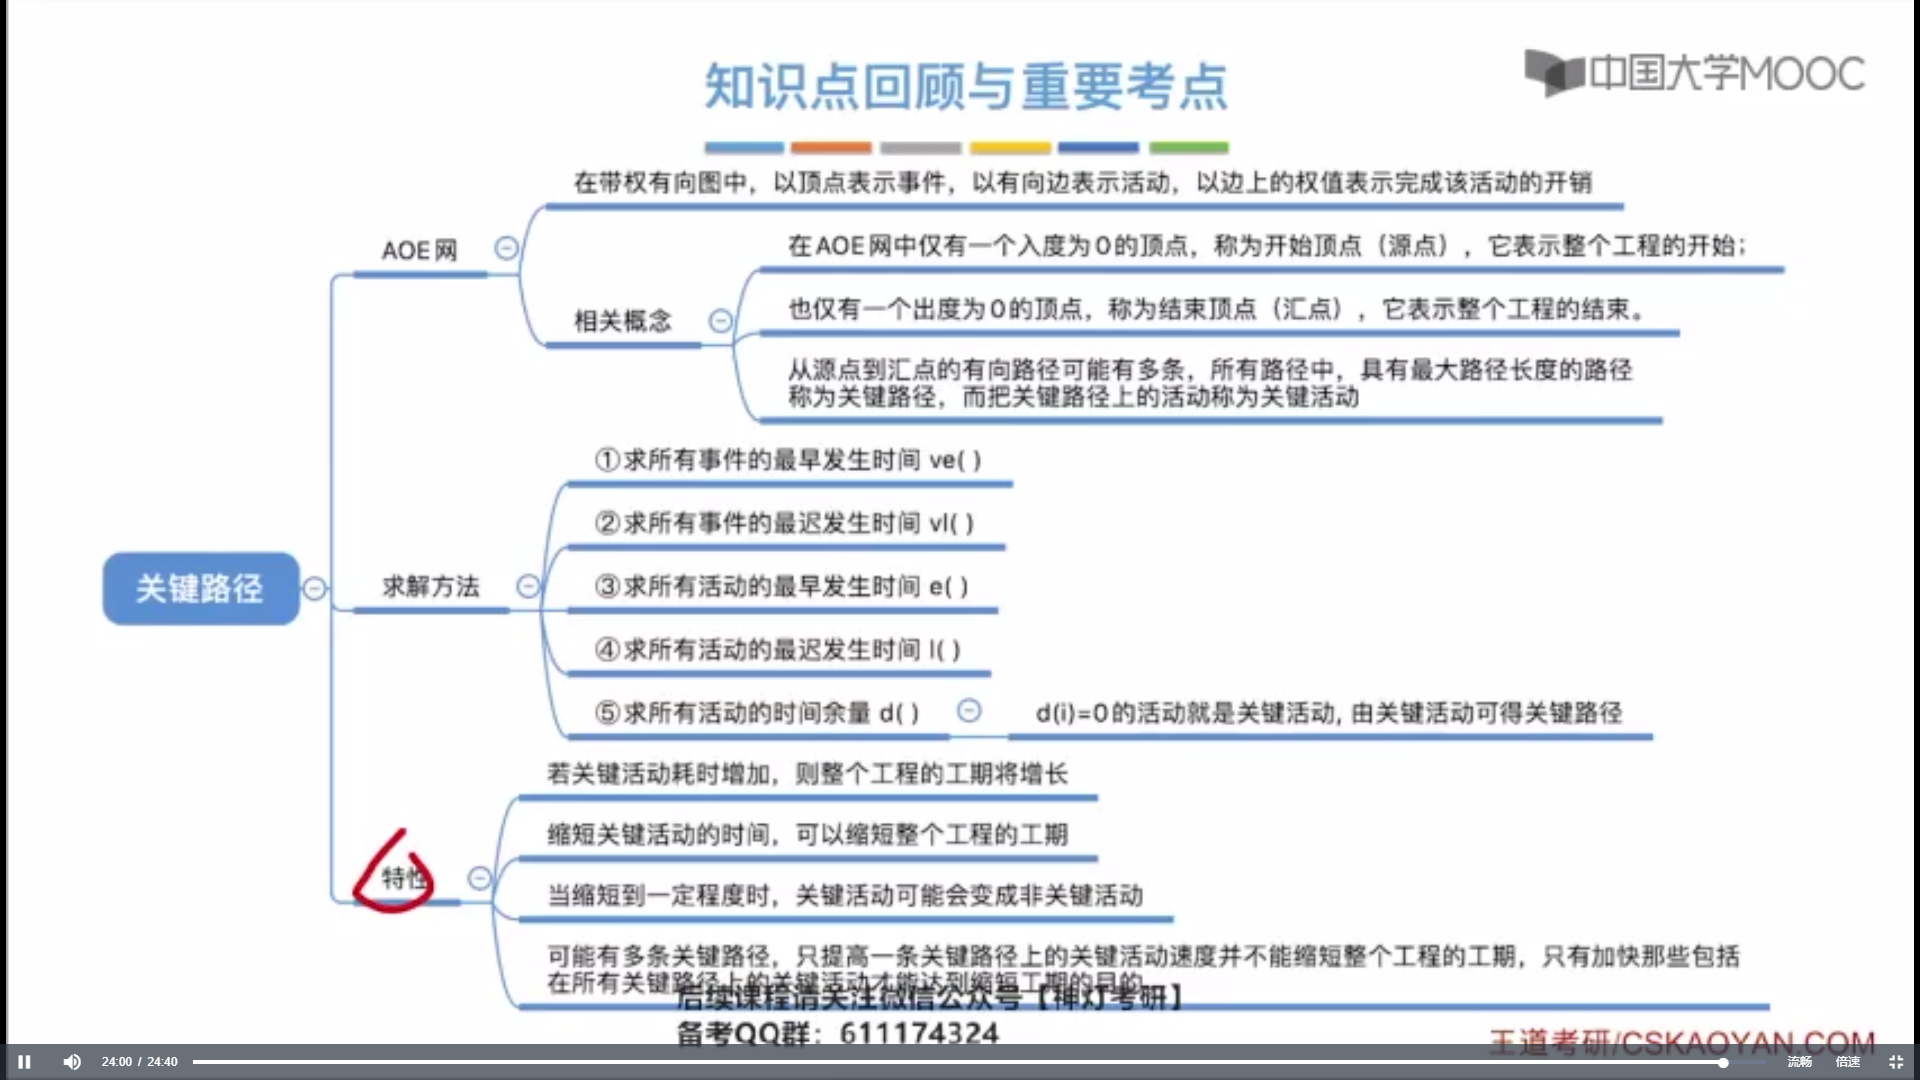 知识点回顾与重要考点
中国大学MOOC
在带权有向图中，以顶点表示事件，以有向边表示活动，以边上的权值表示完成该活动的开销
AOE网
在AOE网中仅有一个入度为0的顶点，称为开始顶点（源点），它表示整个工程的开始；
相关概念
也仅有一个出度为0的顶点，称为结束顶点（汇点），它表示整个工程的结束。
从源点到汇点的有向路径可能有多条，所有路径中，具有最大路径长度的路径
称为关键路径，而把关键路径上的活动称为关键活动
关键路径
求解方法
①求所有事件的最早发生时间 ve( )
②求所有事件的最迟发生时间 vl( )
③求所有活动的最早发生时间 e( )
④求所有活动的最迟发生时间 l( )
⑤求所有活动的时间余量 d( )
d(i)=0的活动就是关键活动, 由关键活动可得关键路径
特性
若关键活动耗时增加，则整个工程的工期将增长
缩短关键活动的时间，可以缩短整个工程的工期
当缩短到一定程度时，关键活动可能会变成非关键活动
可能有多条关键路径，只提高一条关键路径上的关键活动速度并不能缩短整个工程的工期，只有加快那些包括
在所有关键路径上的关键活动才能达到缩短工期的目的
后续课程请关注微信公众号【神灯考研】
备考QQ群：611174324
王道考研/CSKAOYAN.COM
24:00 / 24:40
流畅
倍速